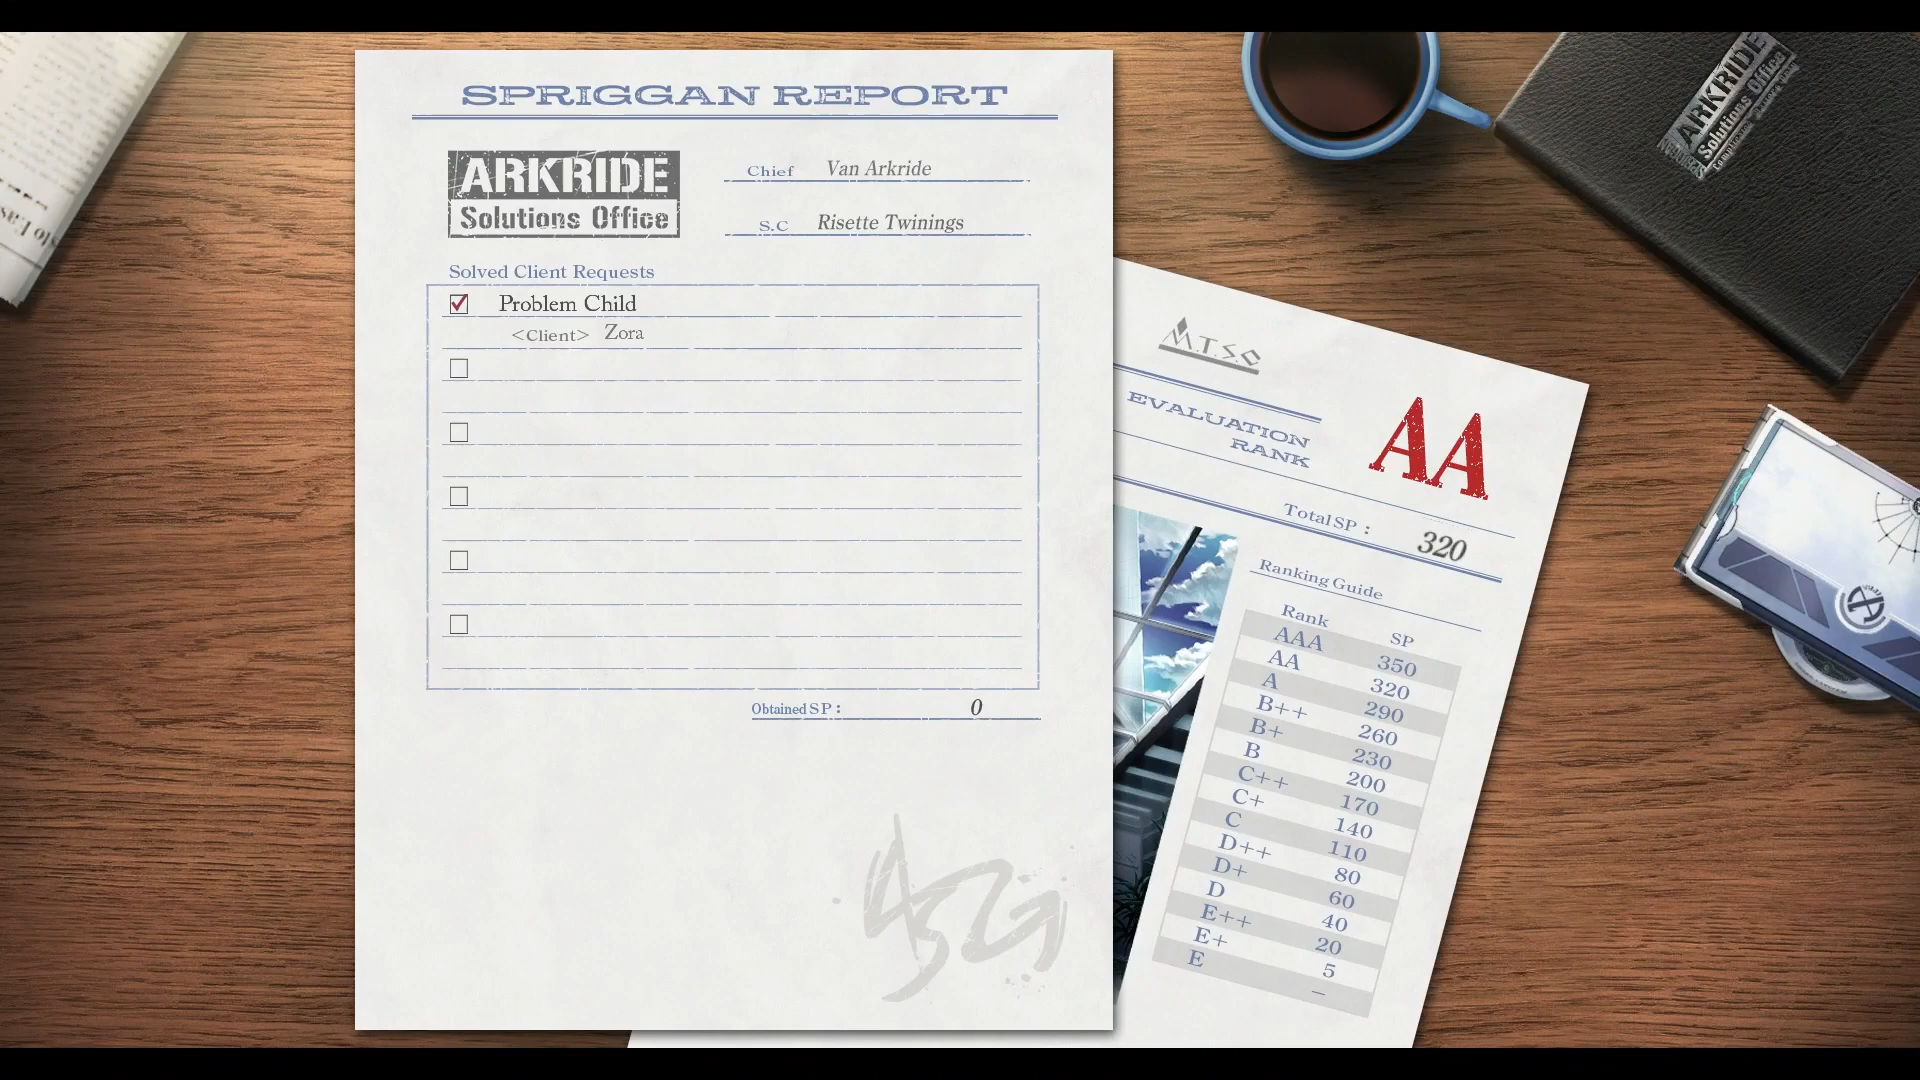 SPRIGGAN REPORT
ARKRIDE
Solutions Office
Chief Van Arkride
S.C Risette Twinings
Solved Client Requests
Problem Child
<Client> Zora
Obtained SP : 0
M.T.S.C
EVALUATION
RANK
AA
Total SP : 320
Ranking Guide
Rank SP
AAA 350
AA 320
A 290
B++ 260
B+ 230
B 200
C++ 170
C+ 140
C 110
D++ 80
D+ 60
D 40
E++ 20
E+ 5
E –
ARKRIDE
Solutions Office